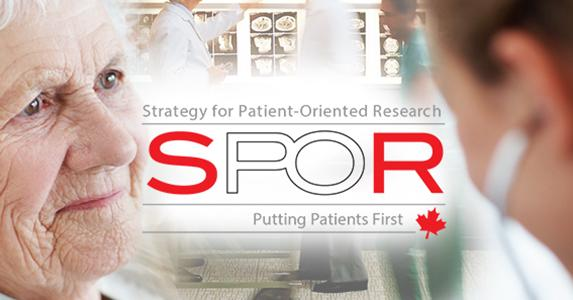 Strategy for Patient-Oriented Research
SPOR
Putting Patients First